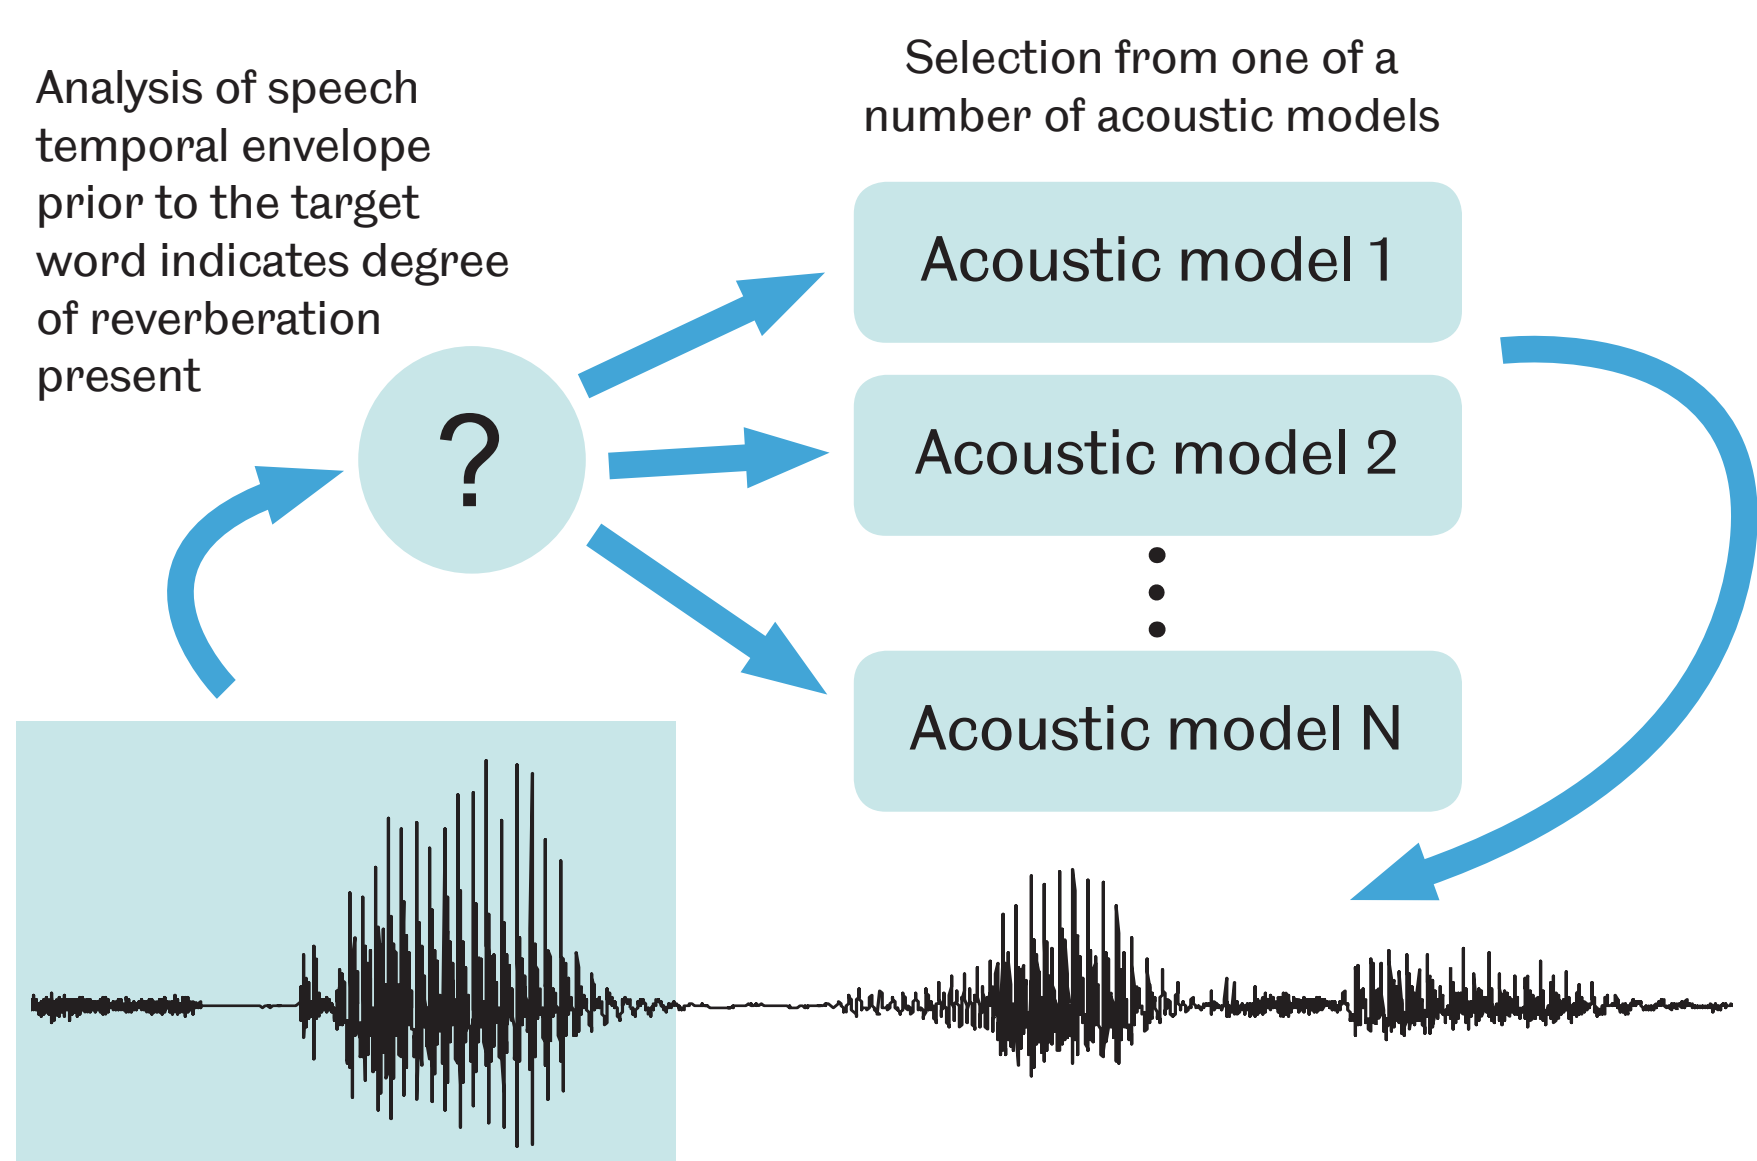 Analysis of speech
temporal envelope
prior to the target
word indicates degree
of reverberation
present
?
Selection from one of a
number of acoustic models
Acoustic model 1
Acoustic model 2
Acoustic model N